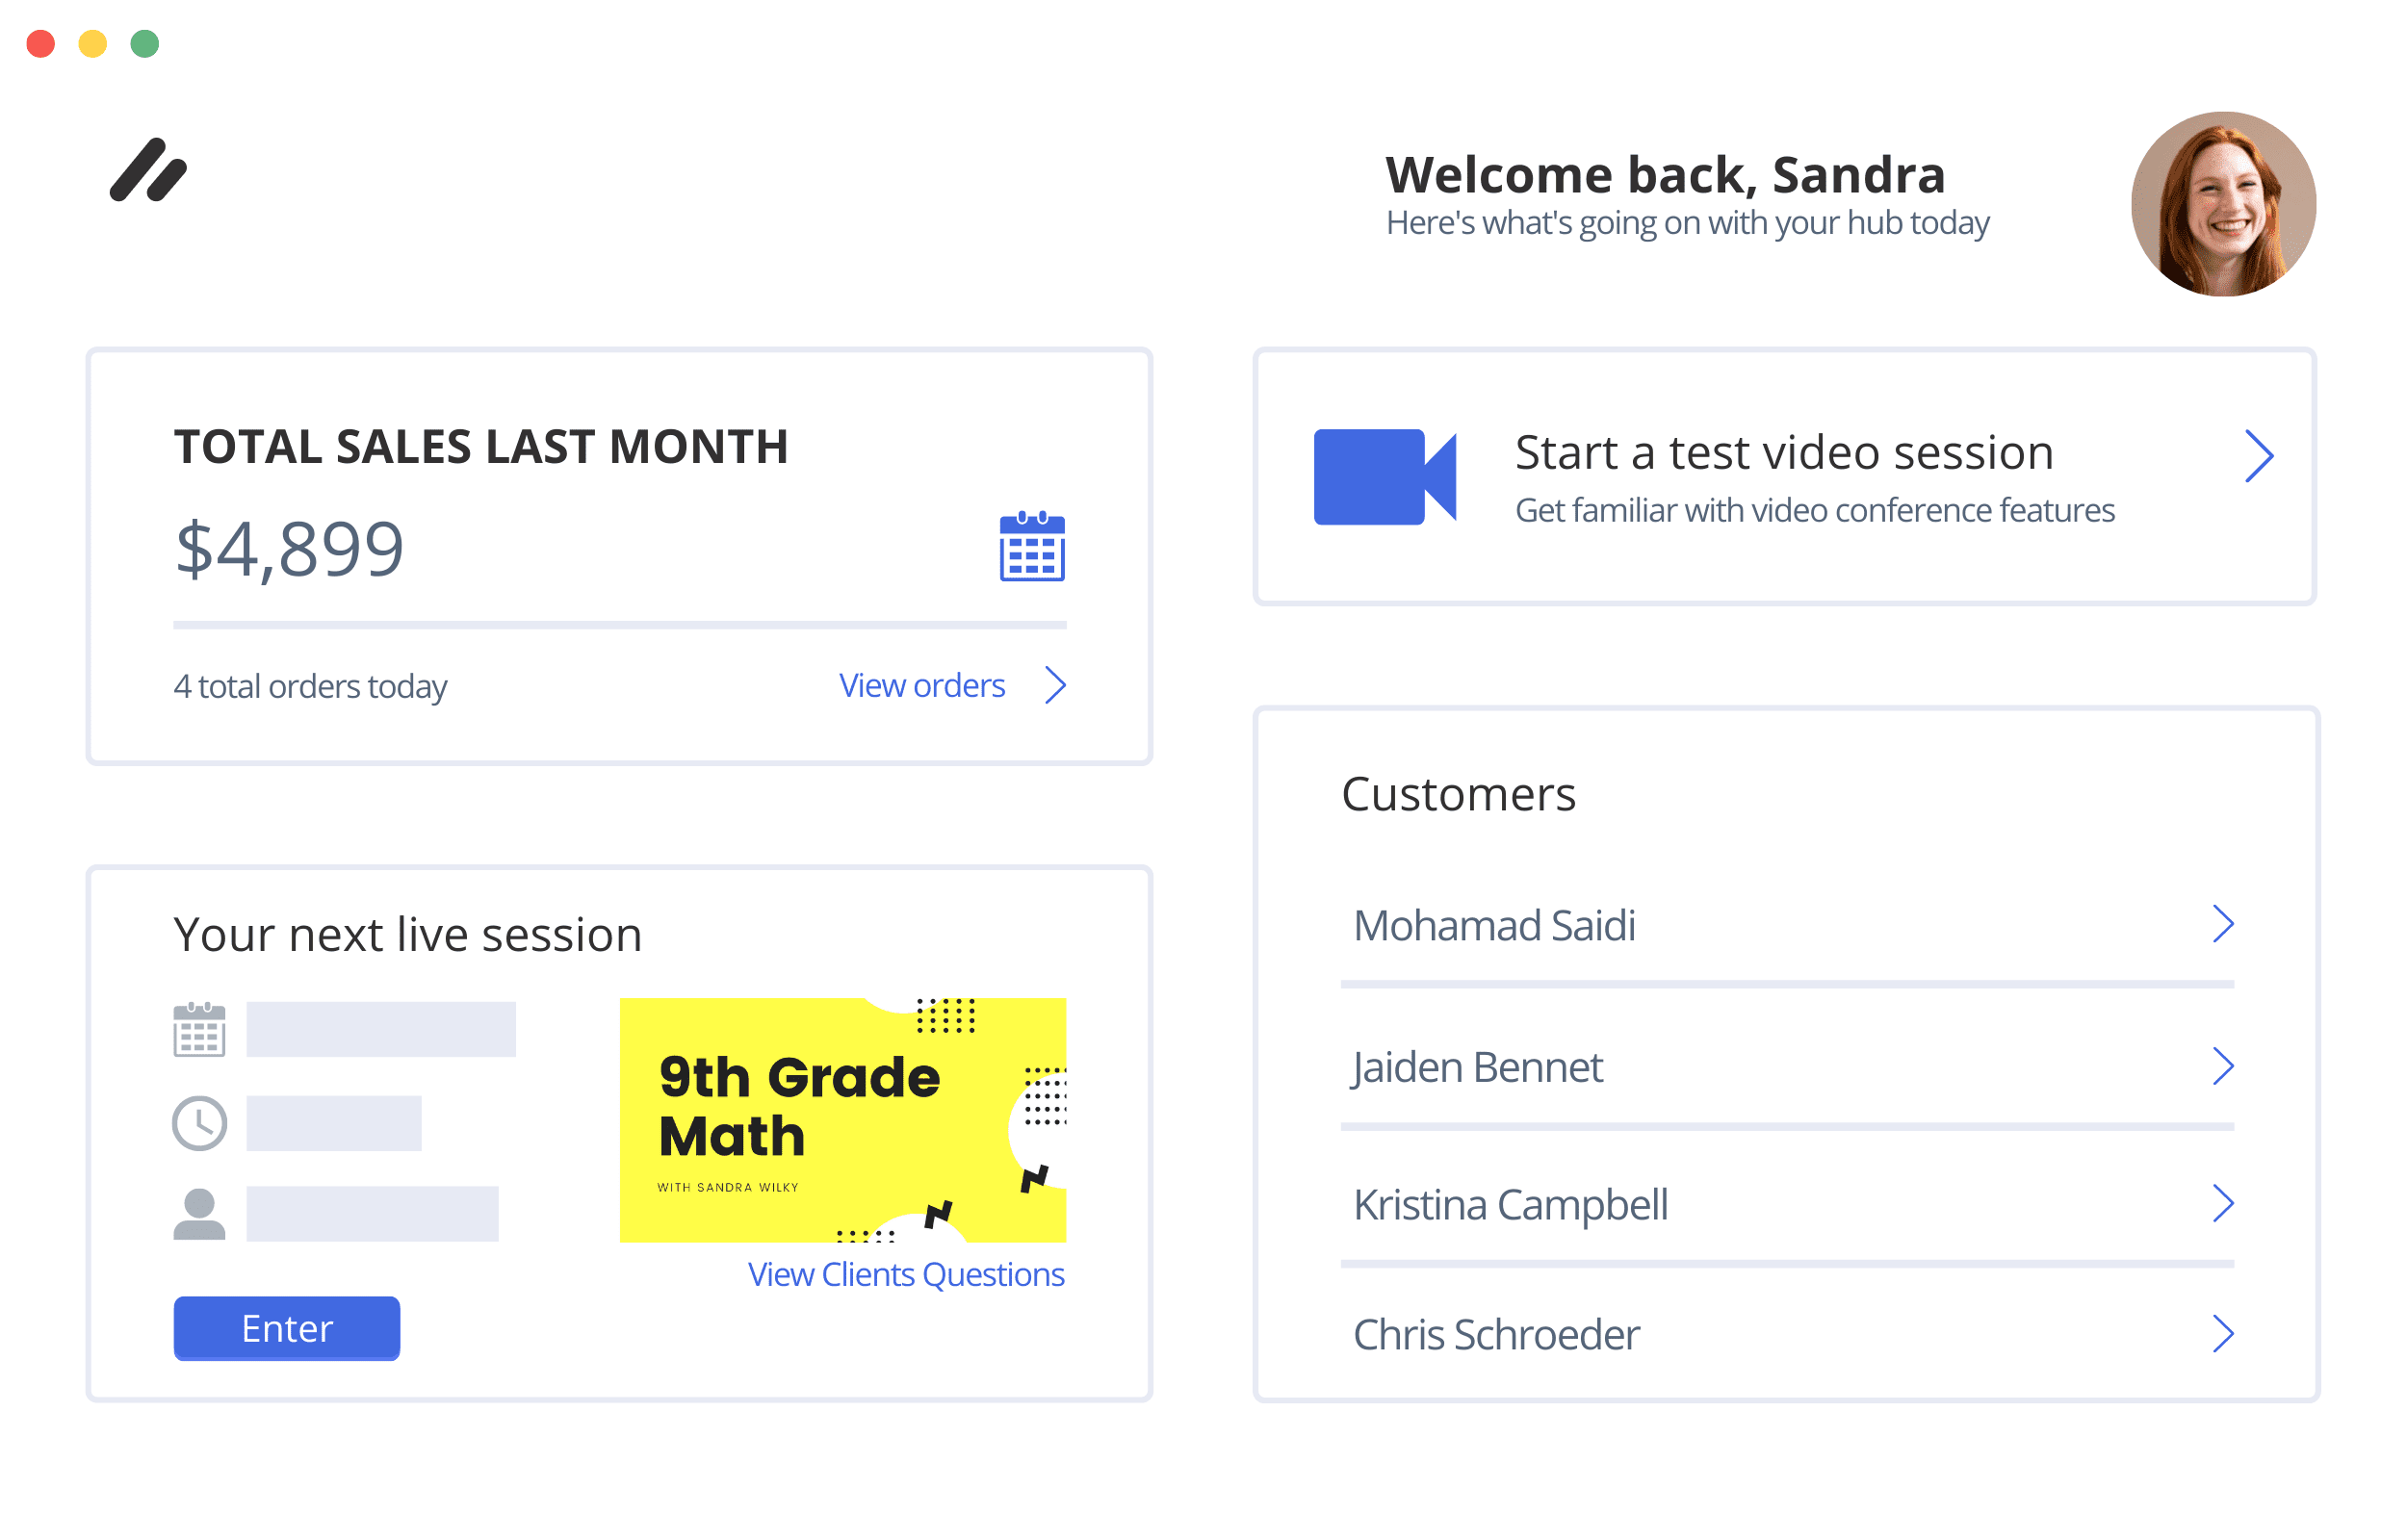 Welcome back, Sandra
Here's what's going on with your hub today
TOTAL SALES LAST MONTH
$4,899
4 total orders today
View orders
Start a test video session
Get familiar with video conference features
Your next live session
9th Grade
Math
WITH SANDRA WILKY
View Clients Questions
Enter
Customers
Mohamad Saidi
Jaiden Bennet
Kristina Campbell
Chris Schroeder